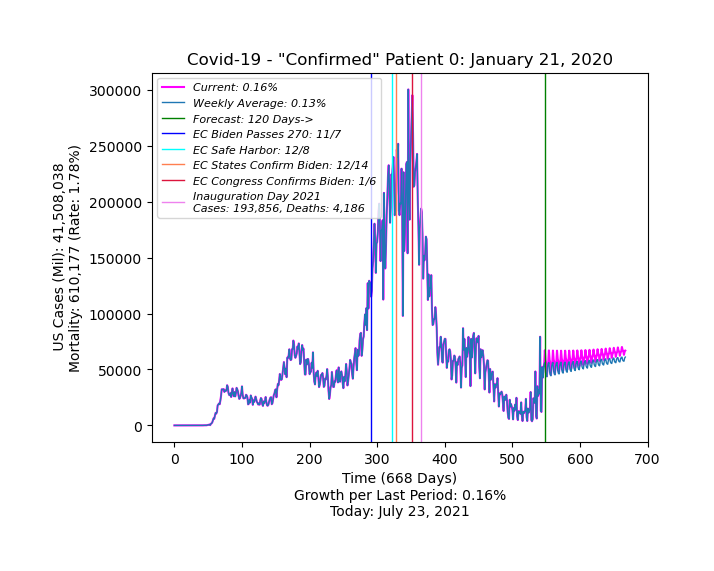 Covid-19 - "Confirmed" Patient 0: January 21, 2020
US Cases (Mil): 41,508,038
Mortality: 610,177 (Rate: 1.78%)
300000
250000
200000
150000
100000
50000
0
Current: 0.16%
Weekly Average: 0.13%
Forecast: 120 Days->
EC Biden Passes 270: 11/7
EC Safe Harbor: 12/8
EC States Confirm Biden: 12/14
EC Congress Confirms Biden: 1/6
Inauguration Day 2021
Cases: 193,856, Deaths: 4,186
0 100 200 300 400 500 600 700
Time (668 Days)
Growth per Last Period: 0.16%
Today: July 23, 2021